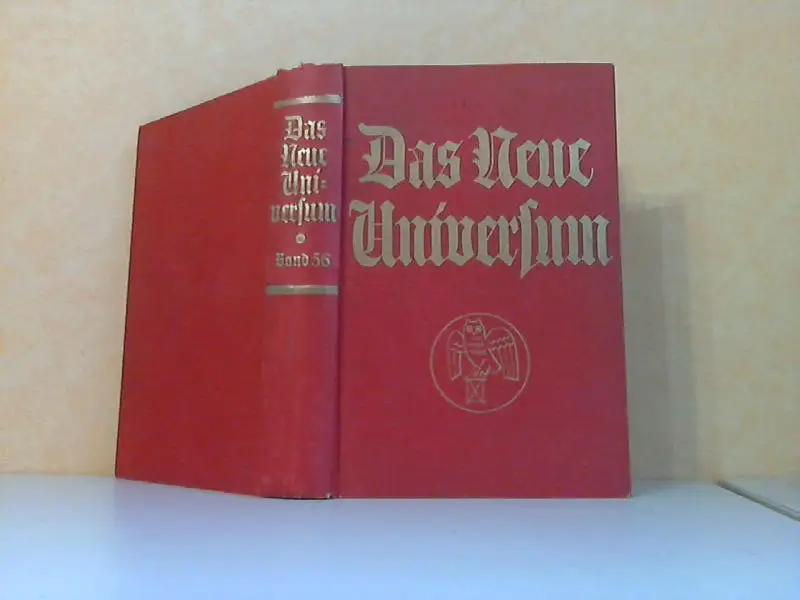 Das
Neue
Uni-
versum
Band 56
Das Neue
Universum